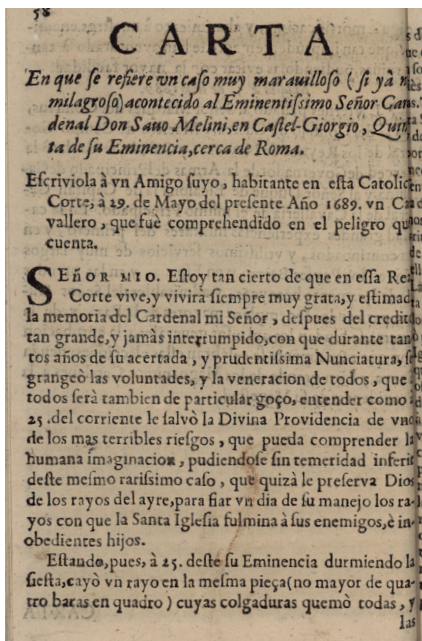 58
CARTA
En que se refiere vn caso muy marauilloso (si yà n
milagroso) acontecido al Eminentissimo Señor Car
denal Don Sauo Melini, en Castel-Giorgio, Quin
ta de su Eminencia, cerca de Roma.
Escriviola à vn Amigo suyo, habitante en esta Catolic
Corte, à 29. de Mayo del presente Año 1689. vn Ca
vallero, que fuè comprehendido en el peligro qu
cuenta.
SEÑOR MIO. Estoy tan cierto de que en essa Rea
Corte vive, y vivirà siempre muy grata, y estimad
la memoria del Cardenal mi Señor, despues del credito
tan grande, y jamàs interrumpido, con que durante tan
tos años de su acertada, y prudentissima Nunciatura, se
grangeò las voluntades, y la veneracion de todos, que
todos serà tambien de particular goço, entender como
25. del corriente le salvò la Divina Providencia de vno
de los mas terribles riesgos, que pueda comprender la
humana imaginacion, pudiendose sin temeridad inferir
deste mesmo rarissimo caso, que quizà le preserva Dios
de los rayos del ayre, para fiar vn dia de su manejo los ra-
yos con que la Santa Iglesia fulmina à sus enemigos, è in-
obedientes hijos.
Estando, pues, à 25. deste su Eminencia durmiendo la
siesta, cayò vn rayo en la mesma pieça (no mayor de qua-
tro baras en quadro) cuyas colgaduras quemò todas, y
las